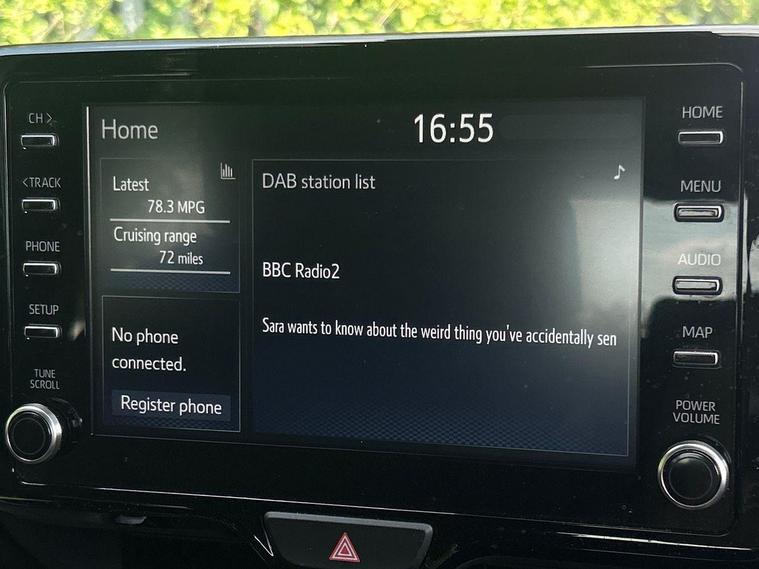 CH >
< TRACK
PHONE
SETUP
TUNE
SCROLL
Home
16:55
Latest
78.3 MPG
Cruising range
72 miles
No phone
connected.
Register phone
DAB station list
BBC Radio2
Sara wants to know about the weird thing you've accidentally sen
HOME
MENU
AUDIO
MAP
POWER
VOLUME